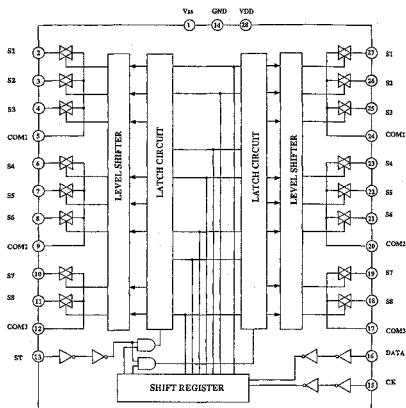 Vss GND VDD
1 14 28
S1 2 27 S1
S2 3 26 S2
S3 4 25 S3
COM1 5 24 COM1
S4 6 23 S4
S5 7 22 S5
S6 8 21 S6
COM2 9 20 COM2
S7 10 19 S7
S8 11 18 S8
COM3 12 17 COM3
ST 13 16 DATA
15 CK
LEVEL SHIFTER
LATCH CIRCUIT
LATCH CIRCUIT
LEVEL SHIFTER
SHIFT REGISTER